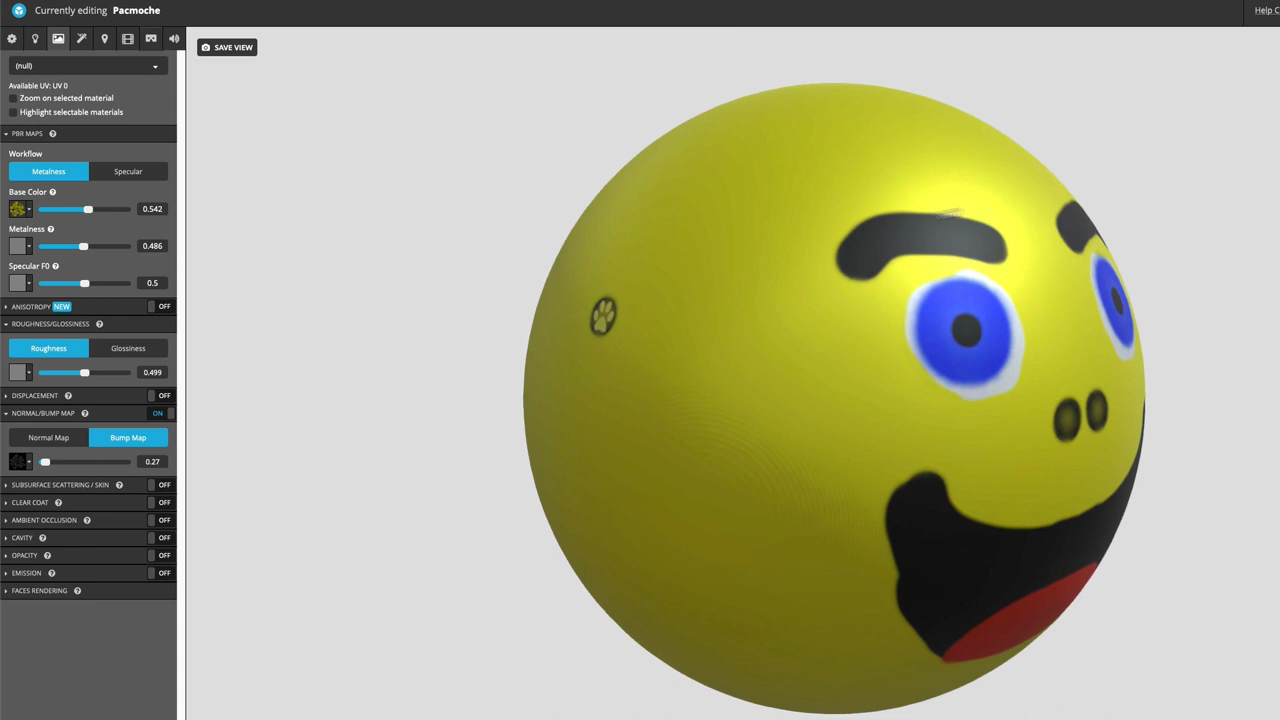 Currently editing Pacmoche
Help C
SAVE VIEW
(null)
Available UV: UV 0
Zoom on selected material
Highlight selectable materials
PBR MAPS
Workflow
Metalness Specular
Base Color
0.542
Metalness
0.486
Specular F0
0.5
ANISOTROPY NEW OFF
ROUGHNESS/GLOSSINESS
Roughness Glossiness
0.499
DISPLACEMENT OFF
NORMAL/BUMP MAP ON
Normal Map Bump Map
0.27
SUBSURFACE SCATTERING / SKIN OFF
CLEAR COAT OFF
AMBIENT OCCLUSION OFF
CAVITY OFF
OPACITY OFF
EMISSION OFF
FACES RENDERING